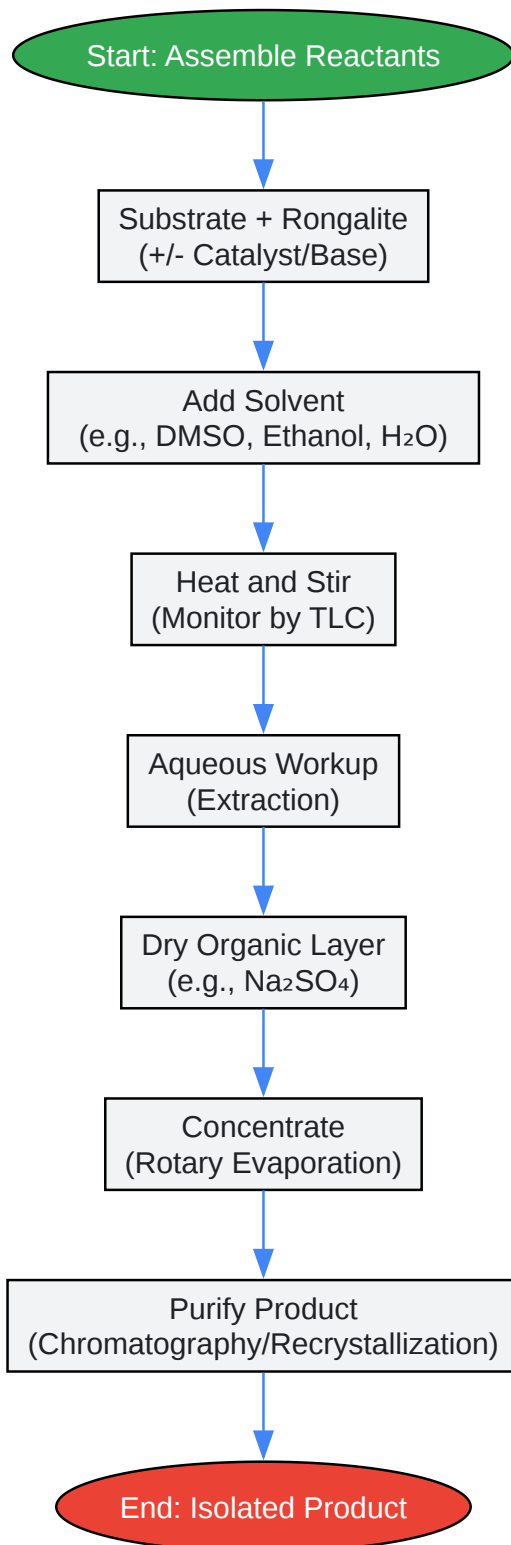 Start: Assemble Reactants
Substrate + Rongalite
(+/- Catalyst/Base)
Add Solvent
(e.g., DMSO, Ethanol, H₂O)
Heat and Stir
(Monitor by TLC)
Aqueous Workup
(Extraction)
Dry Organic Layer
(e.g., Na₂SO₄)
Concentrate
(Rotary Evaporation)
Purify Product
(Chromatography/Recrystallization)
End: Isolated Product